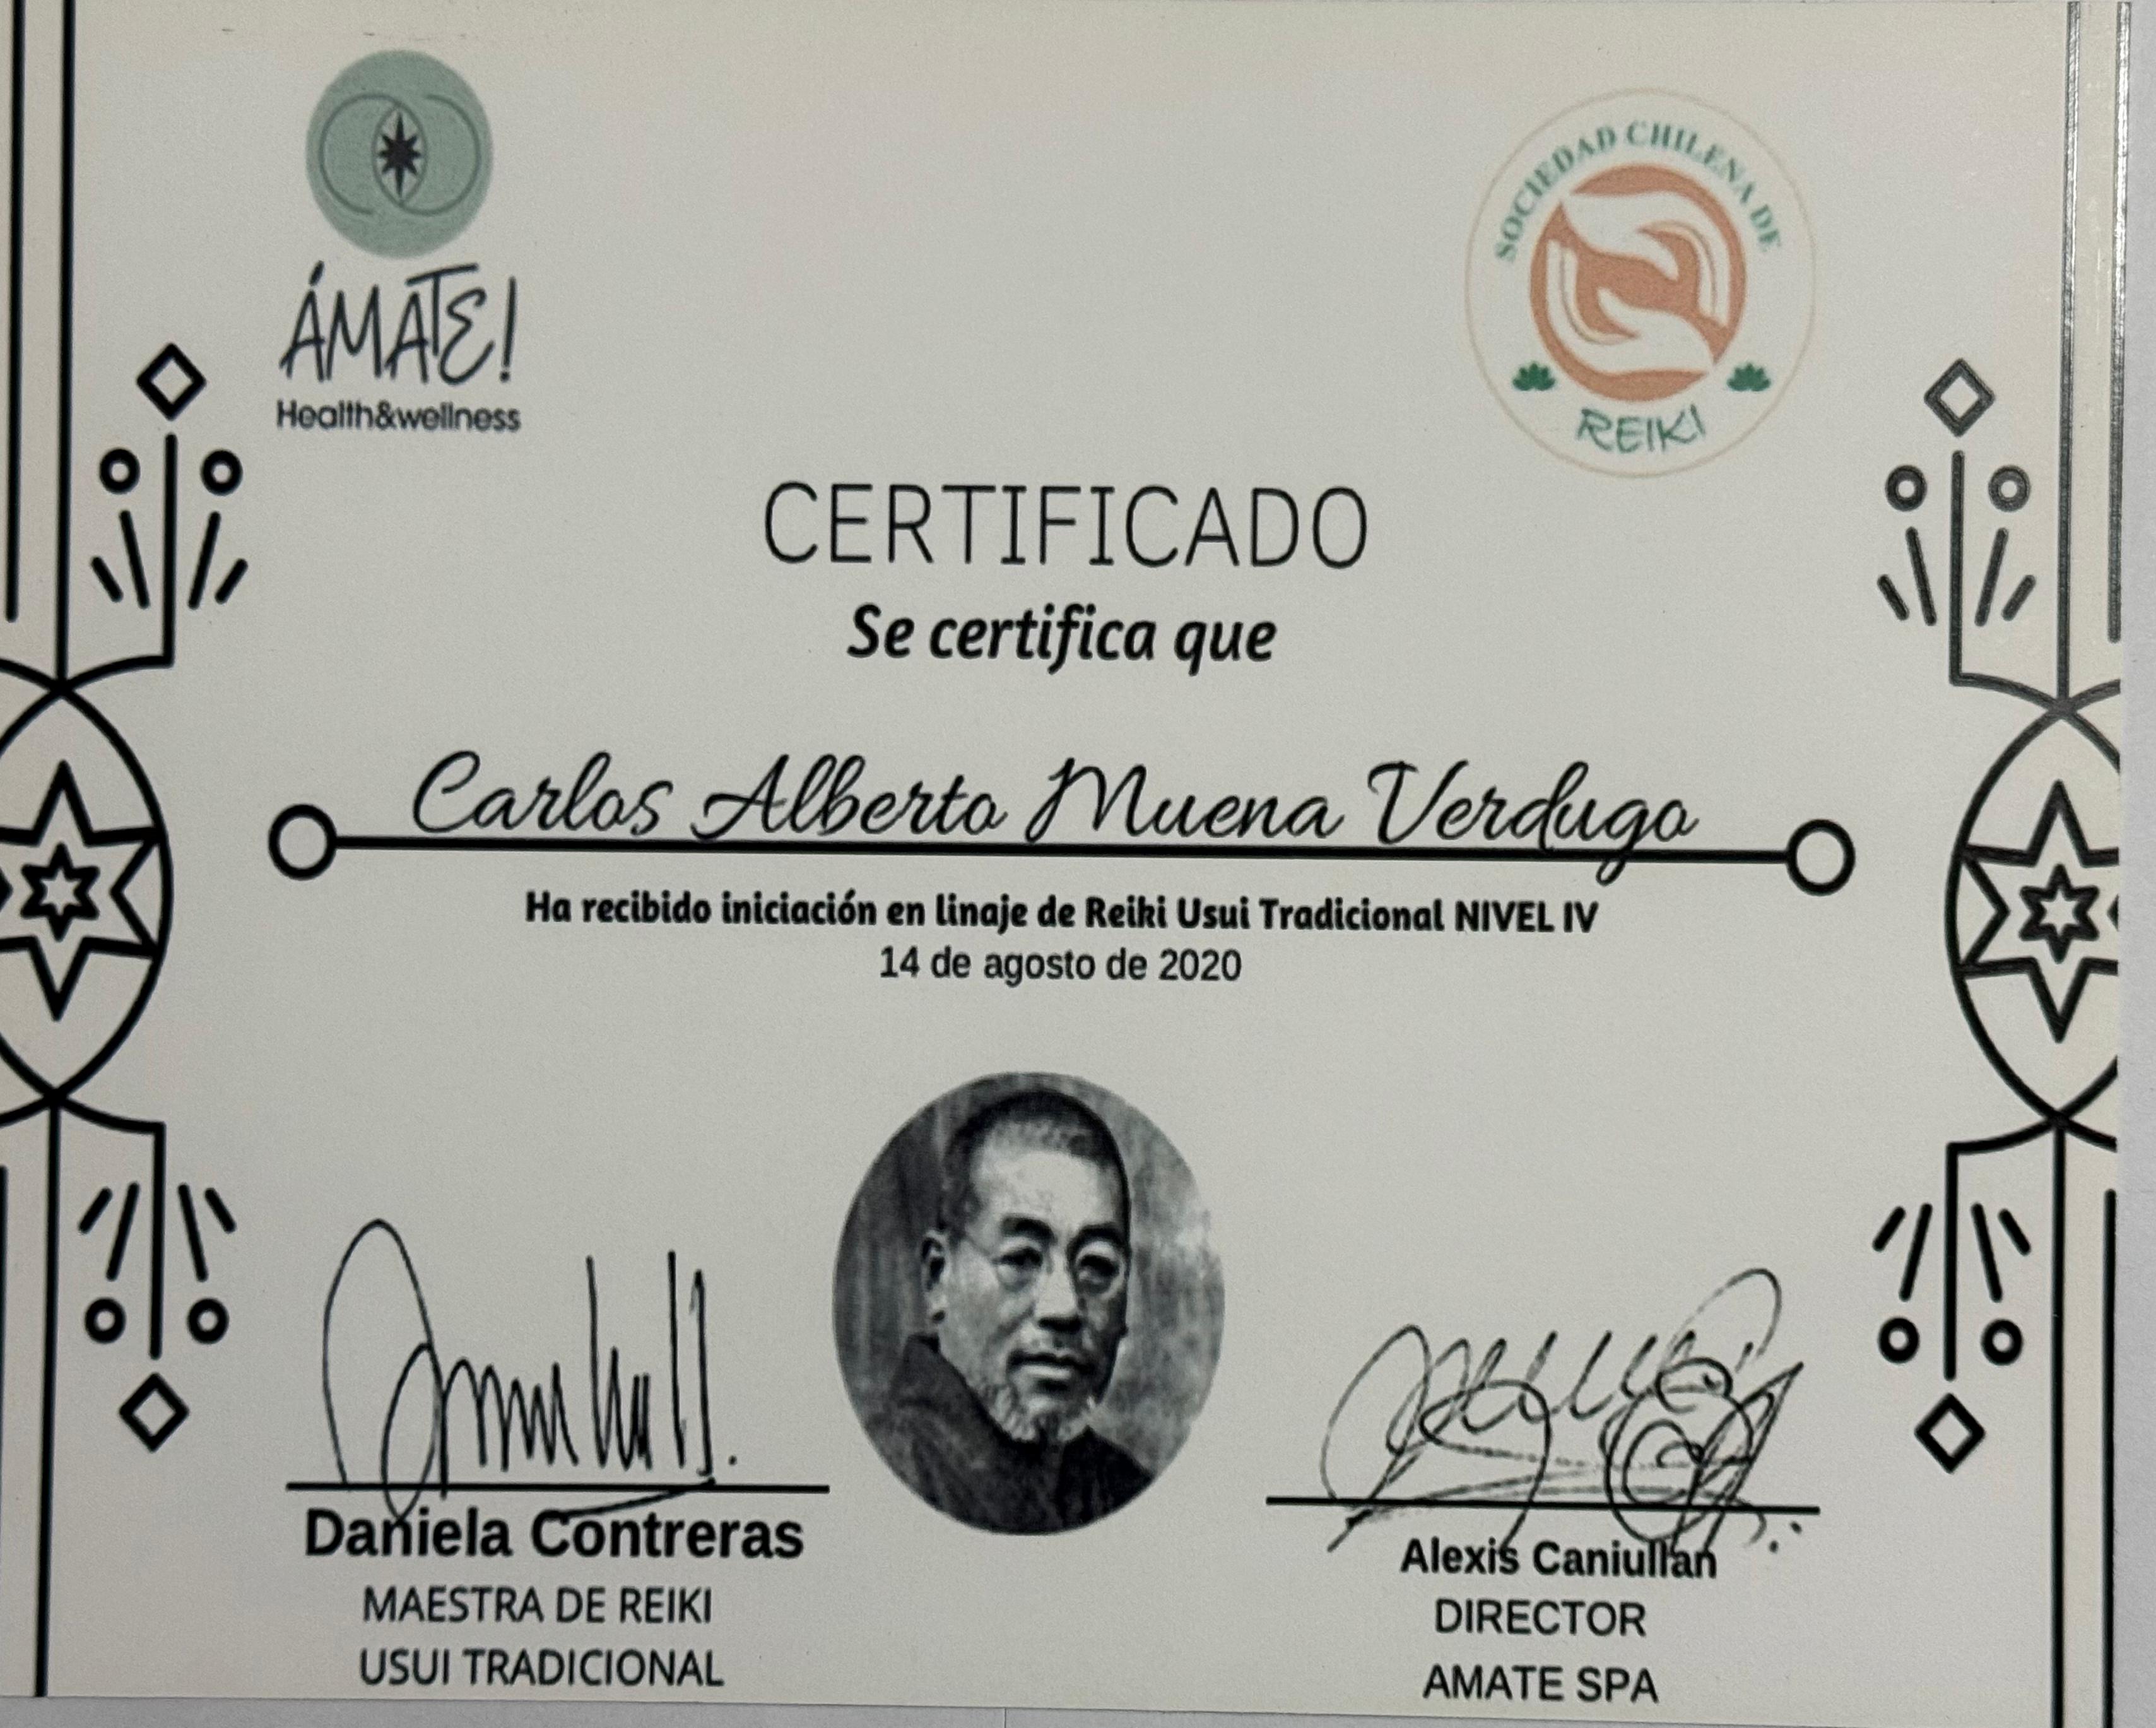 ÁMATE!
Health&wellness
SOCIEDAD CHILENA DE
REIKI
CERTIFICADO
Se certifica que
Carlos Alberto Muena Verdugo
Ha recibido iniciación en linaje de Reiki Usui Tradicional NIVEL IV
14 de agosto de 2020
Daniela Contreras
MAESTRA DE REIKI
USUI TRADICIONAL
Alexis Caniullan
DIRECTOR
AMATE SPA